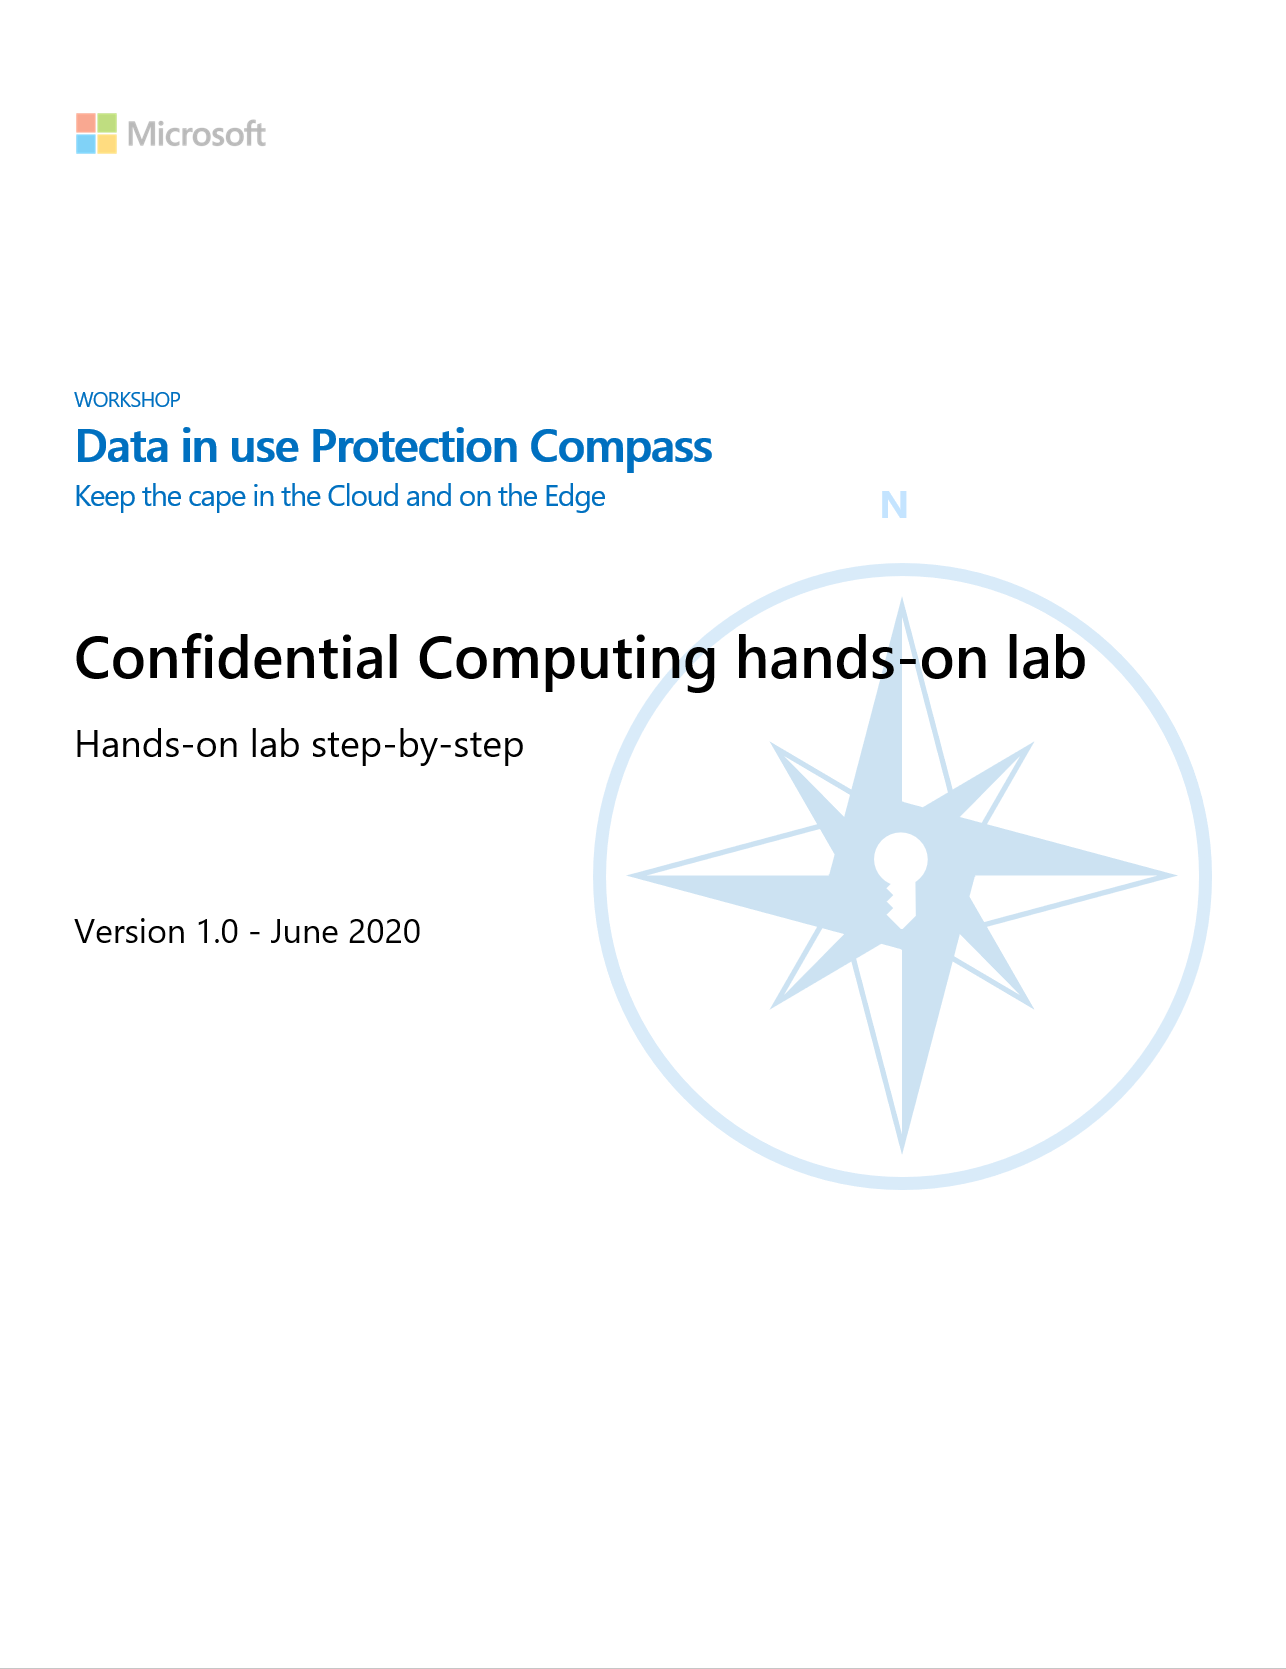 Microsoft
WORKSHOP
Data in use Protection Compass
Keep the cape in the Cloud and on the Edge
N
Confidential Computing hands-on lab
Hands-on lab step-by-step
Version 1.0 - June 2020